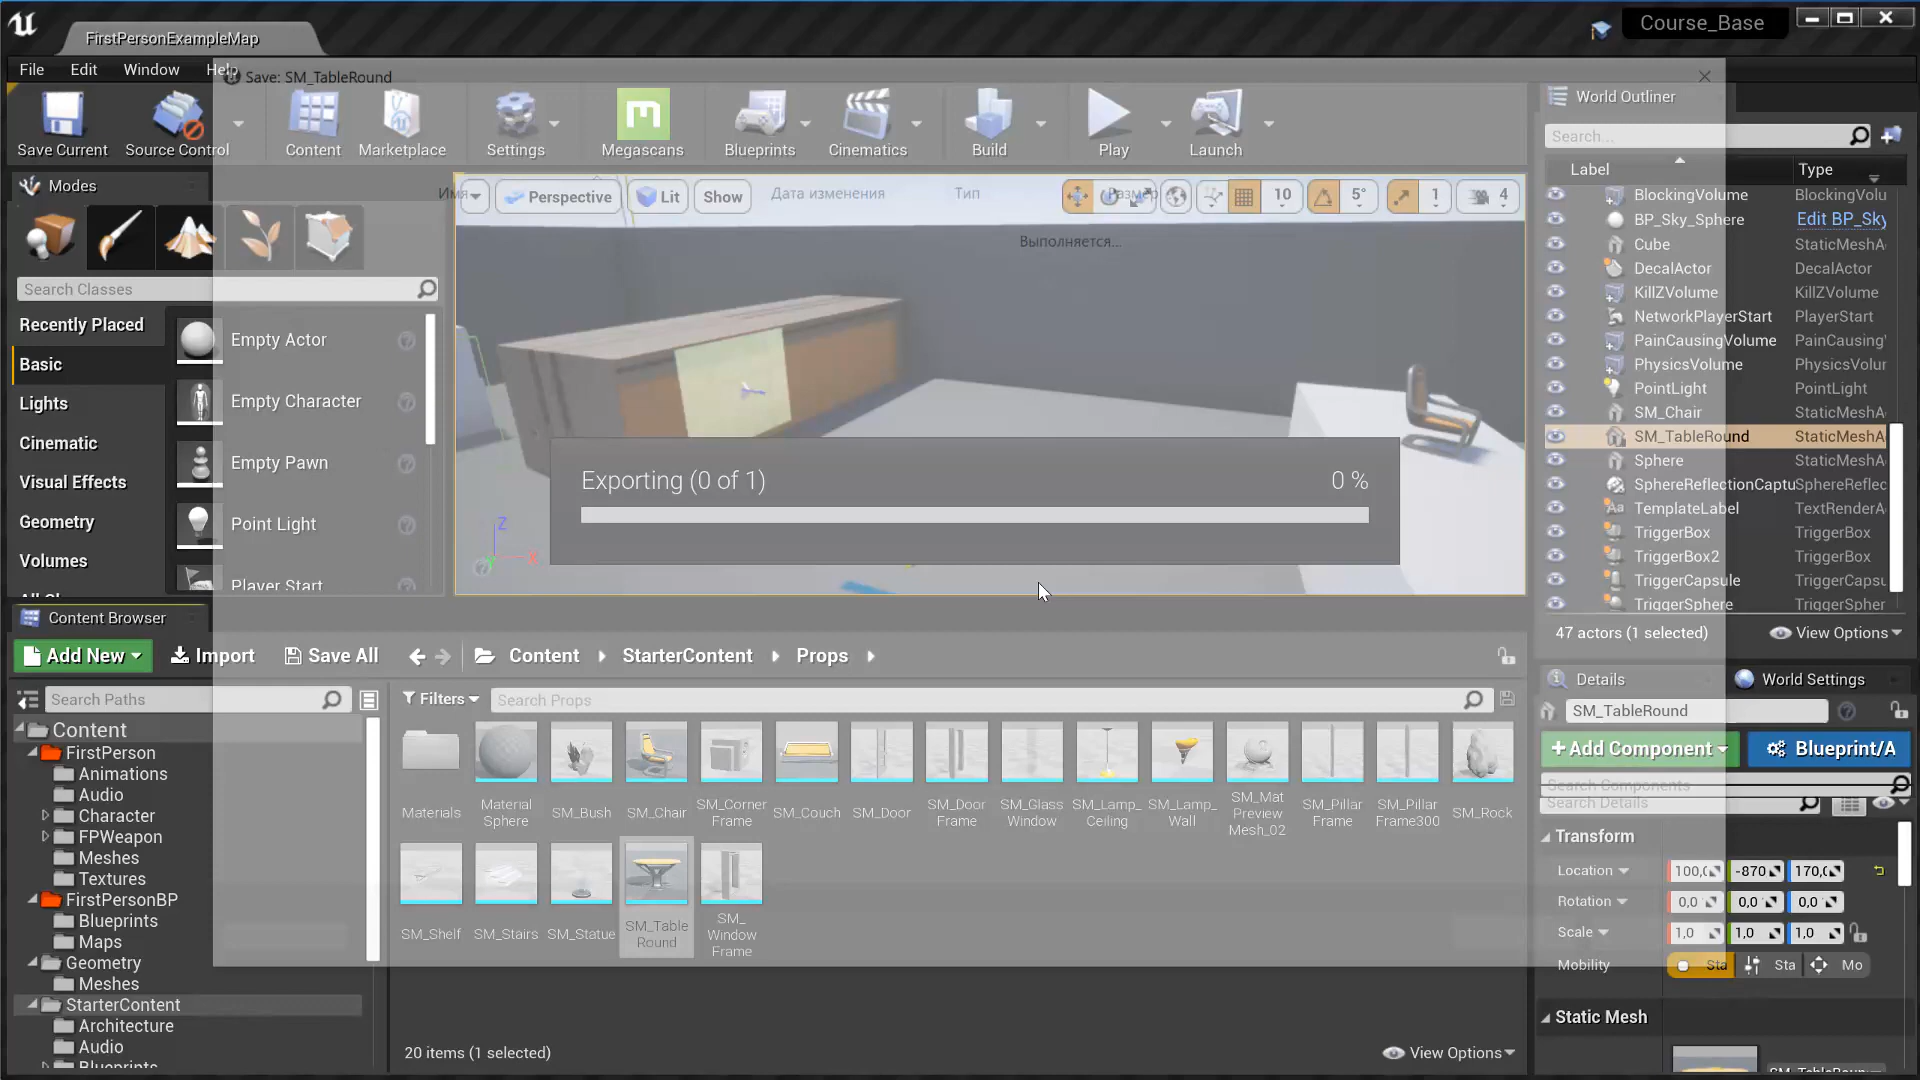 FirstPersonExampleMap
Course_Base
File Edit Window Help
Save: SM_TableRound
Save Current
Source Control
Content
Marketplace
Settings
Megascans
Blueprints
Cinematics
Build
Play
Launch
Modes
Search Classes
Recently Placed
Basic
Lights
Cinematic
Visual Effects
Geometry
Volumes
Empty Actor
Empty Character
Empty Pawn
Point Light
Player Start
Имя
Perspective
Lit
Show
Дата изменения
Тип
Размер
10
5°
1
4
Выполняется...
Exporting (0 of 1)
0 %
World Outliner
Search...
Label
Type
BlockingVolume BlockingVolu
BP_Sky_Sphere Edit BP_Sky
Cube StaticMeshA
DecalActor DecalActor
KillZVolume KillZVolume
NetworkPlayerStart PlayerStart
PainCausingVolume PainCausing
PhysicsVolume PhysicsVolur
PointLight PointLight
SM_Chair StaticMeshA
SM_TableRound StaticMeshA
Sphere StaticMeshA
SphereReflectionCaptu SphereReflec
TemplateLabel TextRenderA
TriggerBox TriggerBox
TriggerBox2 TriggerBox
TriggerCapsule TriggerCapsu
TriggerSphere TriggerSpher
47 actors (1 selected)
View Options
Content Browser
Add New
Import
Save All
Content
StarterContent
Props
Search Paths
Filters
Search Props
Content
FirstPerson
Animations
Audio
Character
FPWeapon
Meshes
Textures
FirstPersonBP
Blueprints
Maps
Geometry
Meshes
StarterContent
Architecture
Audio
Blueprints
Materials
Material Sphere
SM_Bush
SM_Chair
SM_Corner Frame
SM_Couch
SM_Door
SM_Door Frame
SM_Glass Window
SM_Lamp_ Ceiling
SM_Lamp_ Wall
SM_Mat Preview Mesh_02
SM_Pillar Frame
SM_Pillar Frame300
SM_Rock
SM_Shelf
SM_Stairs
SM_Statue
SM_Table Round
SM_ Window Frame
20 items (1 selected)
View Options
Details
World Settings
SM_TableRound
+Add Component
Blueprint/A
Search Components
Search Details
Transform
Location 100,0 -870 170,0
Rotation 0,0 0,0 0,0
Scale 1,0 1,0 1,0
Mobility Sta Sta Mo
Static Mesh